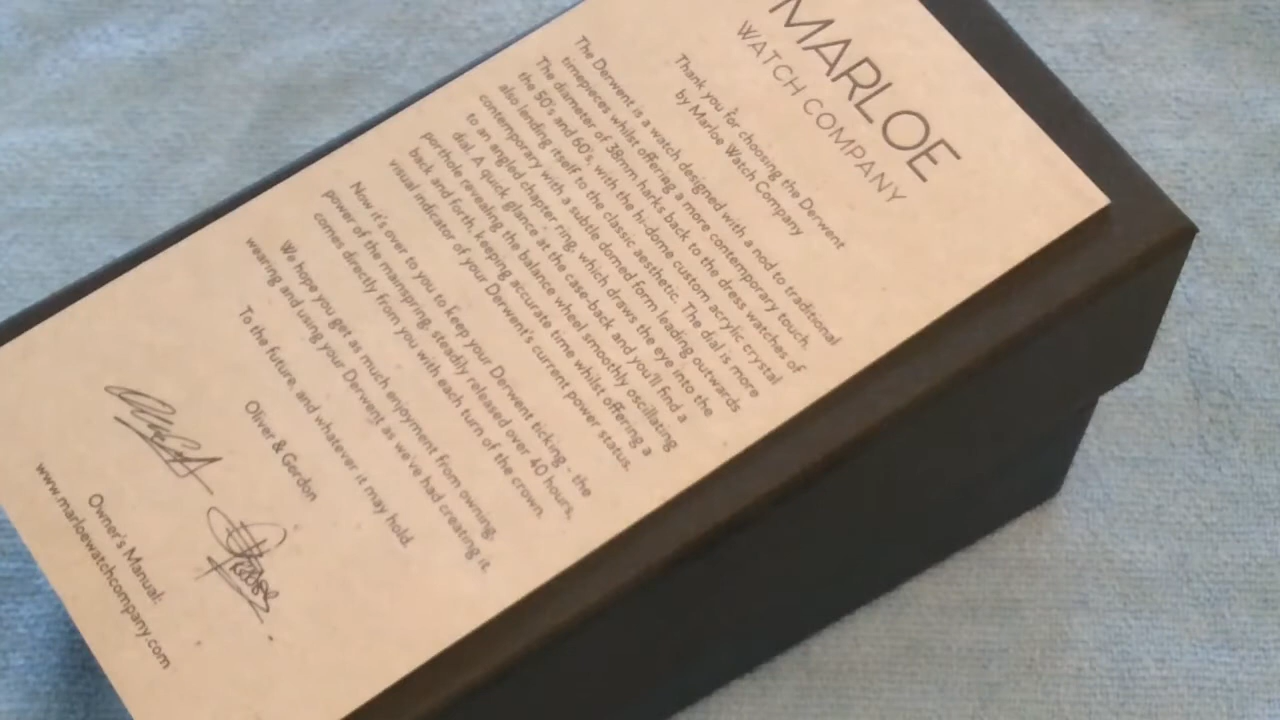 MARLOE
WATCH COMPANY
Thank you for choosing the Derwent
by Marloe Watch Company
The Derwent is a watch designed with a nod to traditional
timepieces whilst offering a more contemporary touch.
The diameter of 38mm harks back to the dress watches of
the 50's and 60's, with the hi-dome custom acrylic crystal
also lending itself to the classic aesthetic. The dial is more
contemporary with a subtle domed form leading outwards
to an angled chapter ring, which draws the eye into the
dial. A quick glance at the case-back and you'll find a
porthole revealing the balance wheel smoothly oscillating
back and forth, keeping accurate time whilst offering a
visual indicator of your Derwent's current power status.
Now it's over to you to keep your Derwent ticking - the
power of the mainspring, steadily released over 40 hours,
comes directly from you with each turn of the crown.
We hope you get as much enjoyment from owning,
wearing and using your Derwent as we've had creating it.
To the future, and whatever it may hold.
Oliver & Gordon
Owner's Manual:
www.marloewatchcompany.com